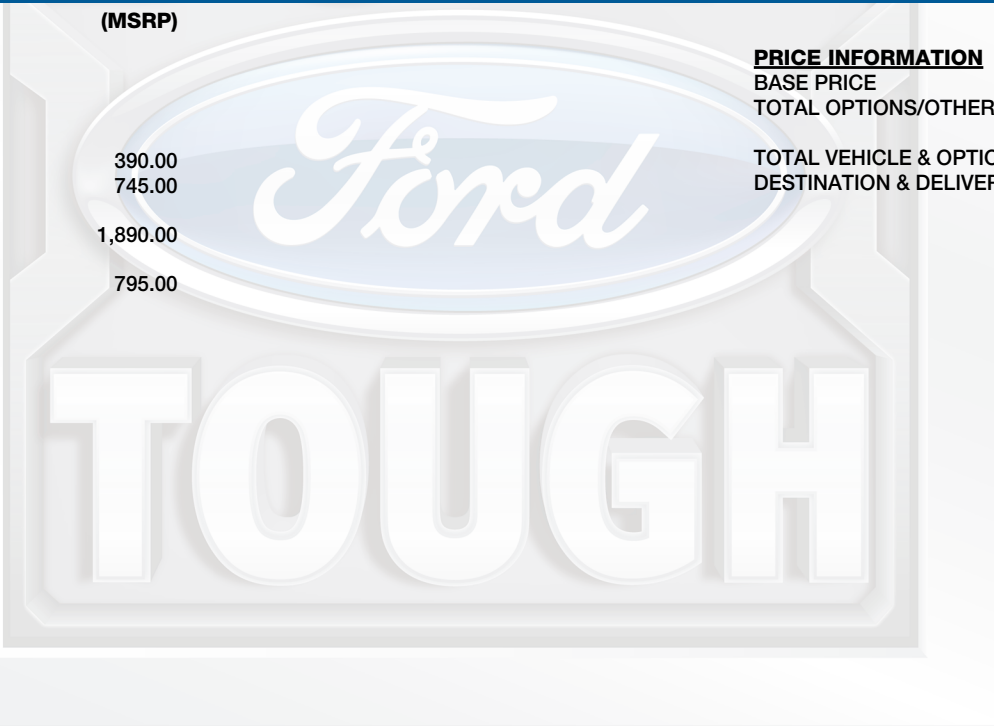 (MSRP)
390.00
745.00
1,890.00
795.00
PRICE INFORMATION
BASE PRICE
TOTAL OPTIONS/OTHER
TOTAL VEHICLE & OPTIO
DESTINATION & DELIVER
Ford
TOUGH